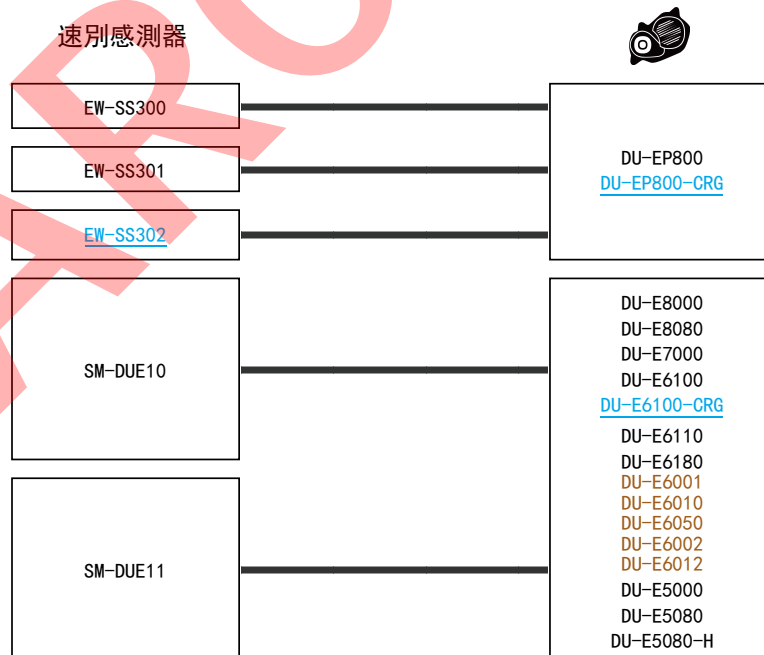 速別感測器
EW-SS300
EW-SS301
EW-SS302
DU-EP800
DU-EP800-CRG
SM-DUE10
SM-DUE11
DU-E8000
DU-E8080
DU-E7000
DU-E6100
DU-E6100-CRG
DU-E6110
DU-E6180
DU-E6001
DU-E6010
DU-E6050
DU-E6002
DU-E6012
DU-E5000
DU-E5080
DU-E5080-H